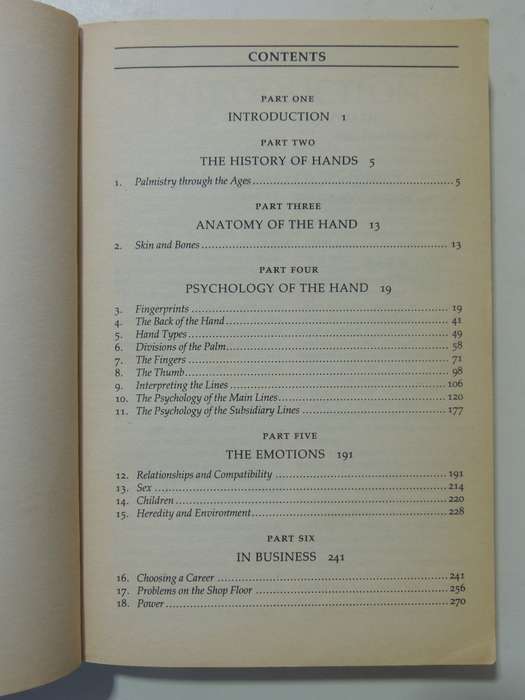 CONTENTS
PART ONE
INTRODUCTION 1
PART TWO
THE HISTORY OF HANDS 5
1. Palmistry through the Ages 5
PART THREE
ANATOMY OF THE HAND 13
2. Skin and Bones 13
PART FOUR
PSYCHOLOGY OF THE HAND 19
3. Fingerprints 19
4. The Back of the Hand 41
5. Hand Types 49
6. Divisions of the Palm 58
7. The Fingers 71
8. The Thumb 98
9. Interpreting the Lines 106
10. The Psychology of the Main Lines 120
11. The Psychology of the Subsidiary Lines 177
PART FIVE
THE EMOTIONS 191
12. Relationships and Compatibility 191
13. Sex 214
14. Children 220
15. Heredity and Environment 228
PART SIX
IN BUSINESS 241
16. Choosing a Career 241
17. Problems on the Shop Floor 256
18. Power 270